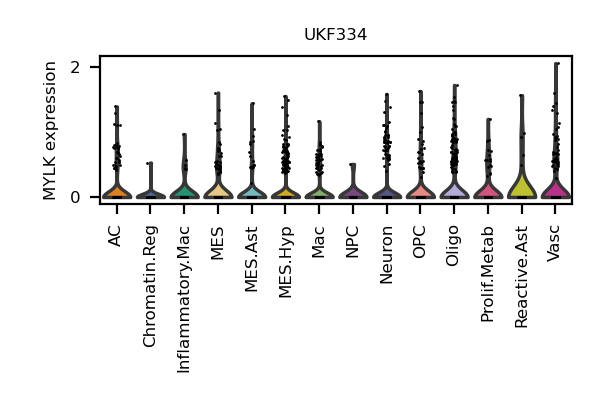 UKF334
MYLK expression
2
0
AC
Chromatin.Reg
Inflammatory.Mac
MES
MES.Ast
MES.Hyp
Mac
NPC
Neuron
OPC
Oligo
Prolif.Metab
Reactive.Ast
Vasc